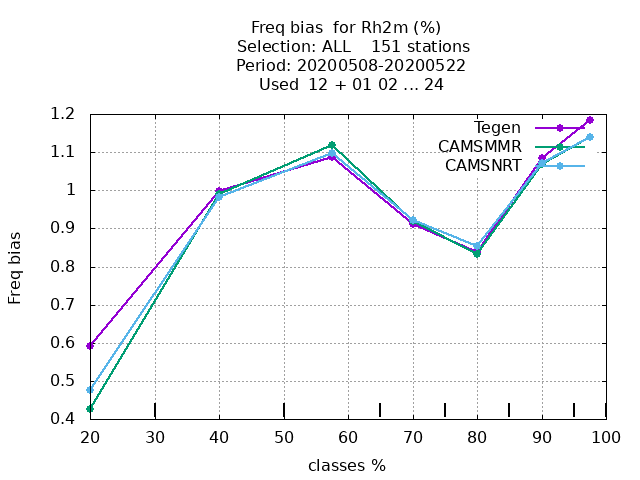 Freq bias  for Rh2m (%)
Selection: ALL    151 stations
Period: 20200508-20200522
Used  12 + 01 02 ... 24
Tegen
CAMSMMR
CAMSNRT
1.2
1.1
1
0.9
0.8
0.7
0.6
0.5
0.4
Freq bias
20 30 40 50 60 70 80 90 100
classes %